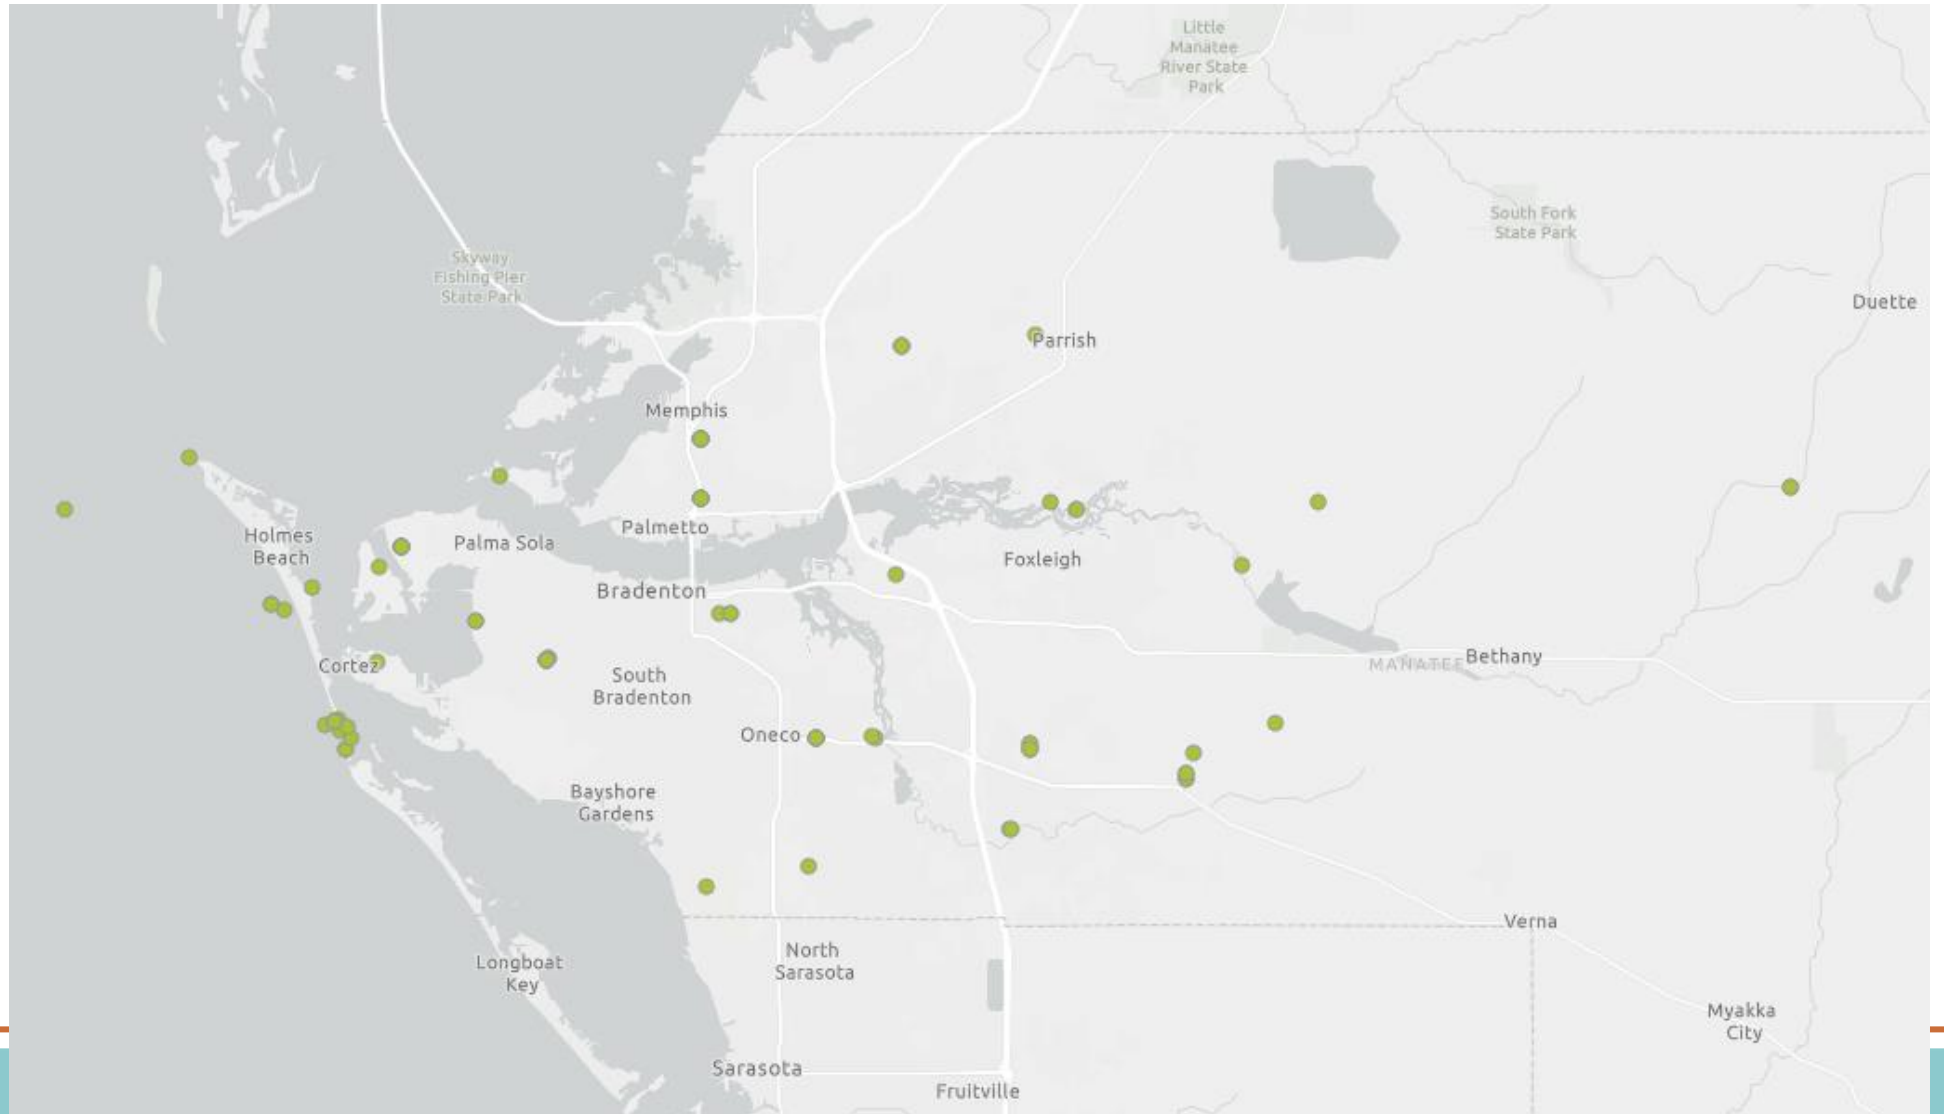 Little
Manatee
River State
Park
South Fork
State Park
Skyway
Fishing Pier
State Park
Duette
Parrish
Memphis
Holmes
Beach
Palma Sola
Palmetto
Foxleigh
Bradenton
Cortez
South
Bradenton
MANATEE
Bethany
Oneco
Bayshore
Gardens
Verna
North
Sarasota
Longboat
Key
Myakka
City
Sarasota
Fruitville